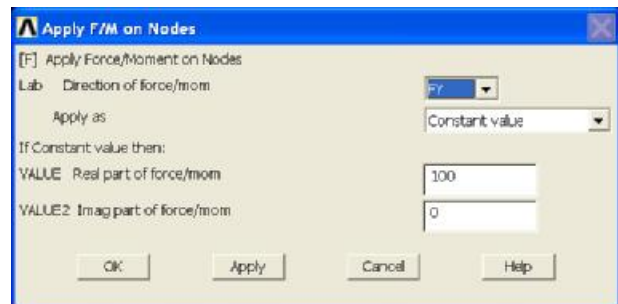 Apply F/M on Nodes
[F] Apply Force/Moment on Nodes
Lab Direction of force/mom FY
Apply as Constant value
If Constant value then:
VALUE Real part of force/mom 100
VALUE2 Imag part of force/mom 0
OK Apply Cancel Help